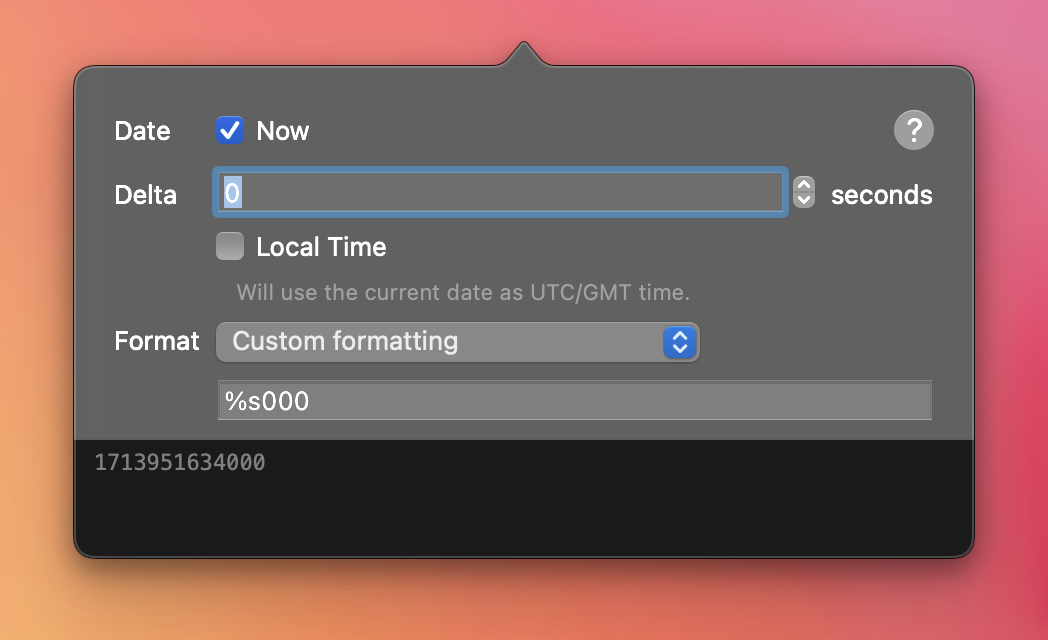 Date Now ?
Delta 0 seconds
Local Time
Will use the current date as UTC/GMT time.
Format Custom formatting
%s000
1713951634000